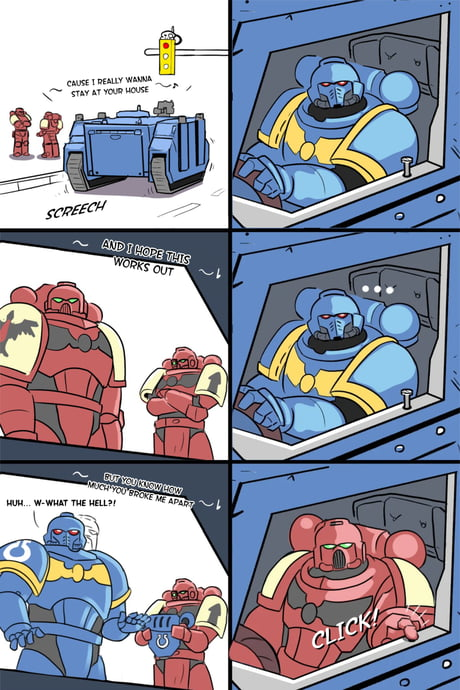 CAUSE I REALLY WANNA
STAY AT YOUR HOUSE
SCREECH
AND I HOPE THIS
WORKS OUT
...
BUT YOU KNOW HOW
MUCH YOU BROKE ME APART
HUH... W-WHAT THE HELL?!
CLICK!